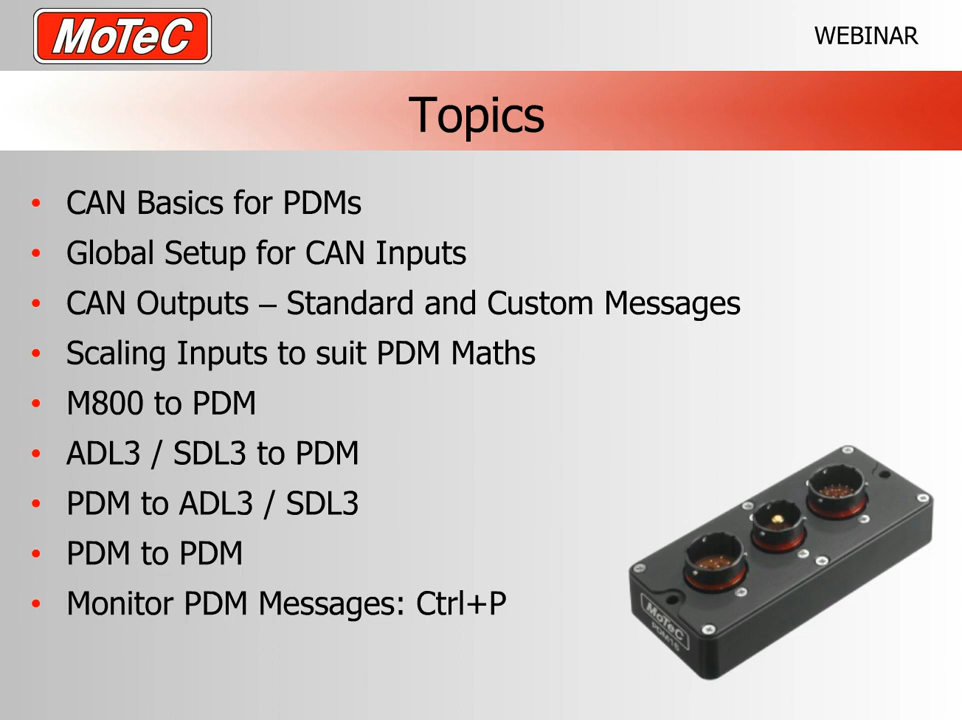 MoTeC
WEBINAR
Topics
• CAN Basics for PDMs
• Global Setup for CAN Inputs
• CAN Outputs – Standard and Custom Messages
• Scaling Inputs to suit PDM Maths
• M800 to PDM
• ADL3 / SDL3 to PDM
• PDM to ADL3 / SDL3
• PDM to PDM
• Monitor PDM Messages: Ctrl+P
MoTeC